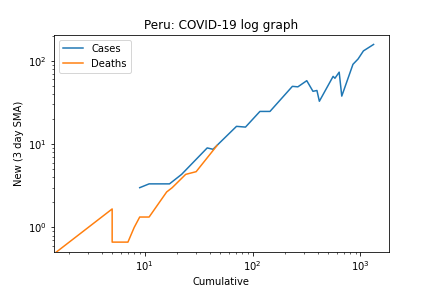 Peru: COVID-19 log graph
Cases
Deaths
New (3 day SMA)
10²
10¹
10⁰
10¹
10²
10³
Cumulative